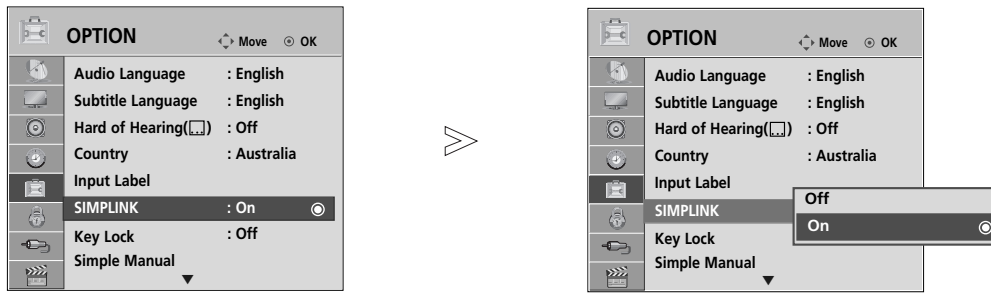 OPTION Move OK
Audio Language : English
Subtitle Language : English
Hard of Hearing( ) : Off
Country : Australia
Input Label
SIMPLINK : On
Key Lock : Off
Simple Manual
OPTION Move OK
Audio Language : English
Subtitle Language : English
Hard of Hearing( ) : Off
Country : Australia
Input Label
SIMPLINK
Key Lock
Simple Manual
Off
On